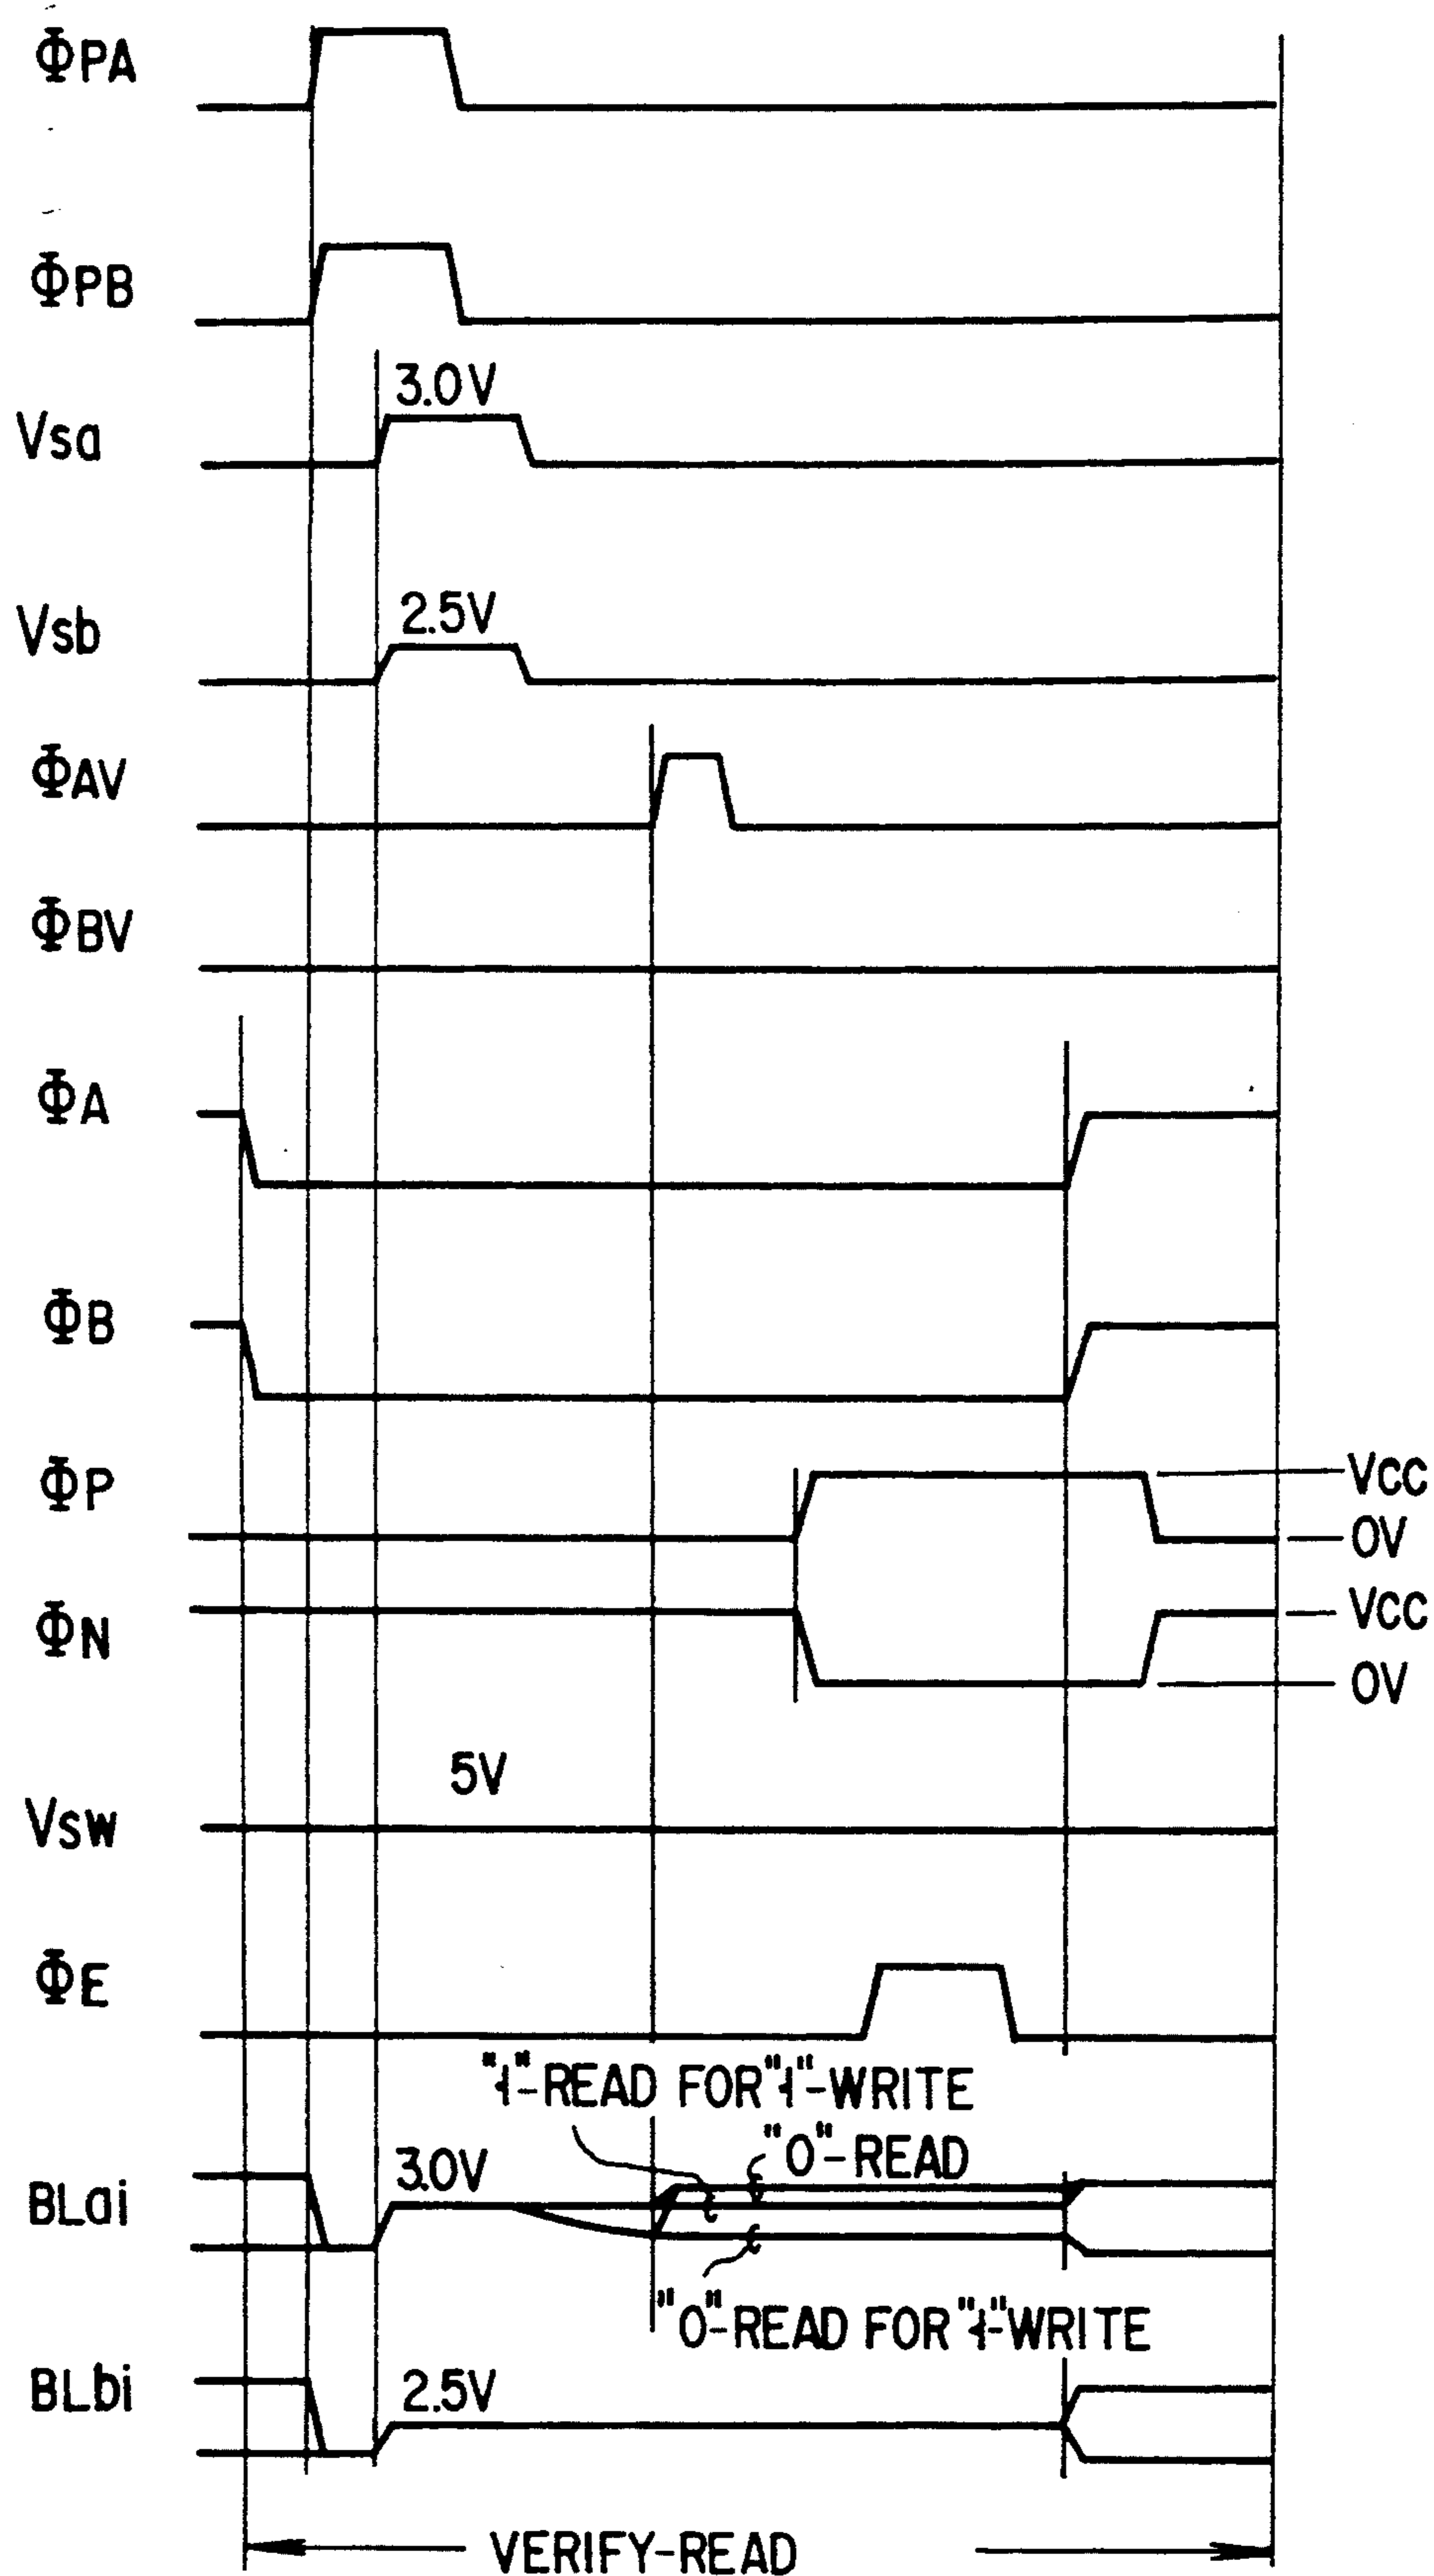 ΦPA
ΦPB
3.0V
Vsa
2.5V
Vsb
ΦAV
ΦBV
ΦA
ΦB
ΦP
VCC
0V
ΦN
VCC
0V
5V
VSW
ΦE
"1"-READ FOR "1"-WRITE
"0"-READ
3.0V
BLai
"0"-READ FOR "1"-WRITE
2.5V
BLbi
VERIFY-READ